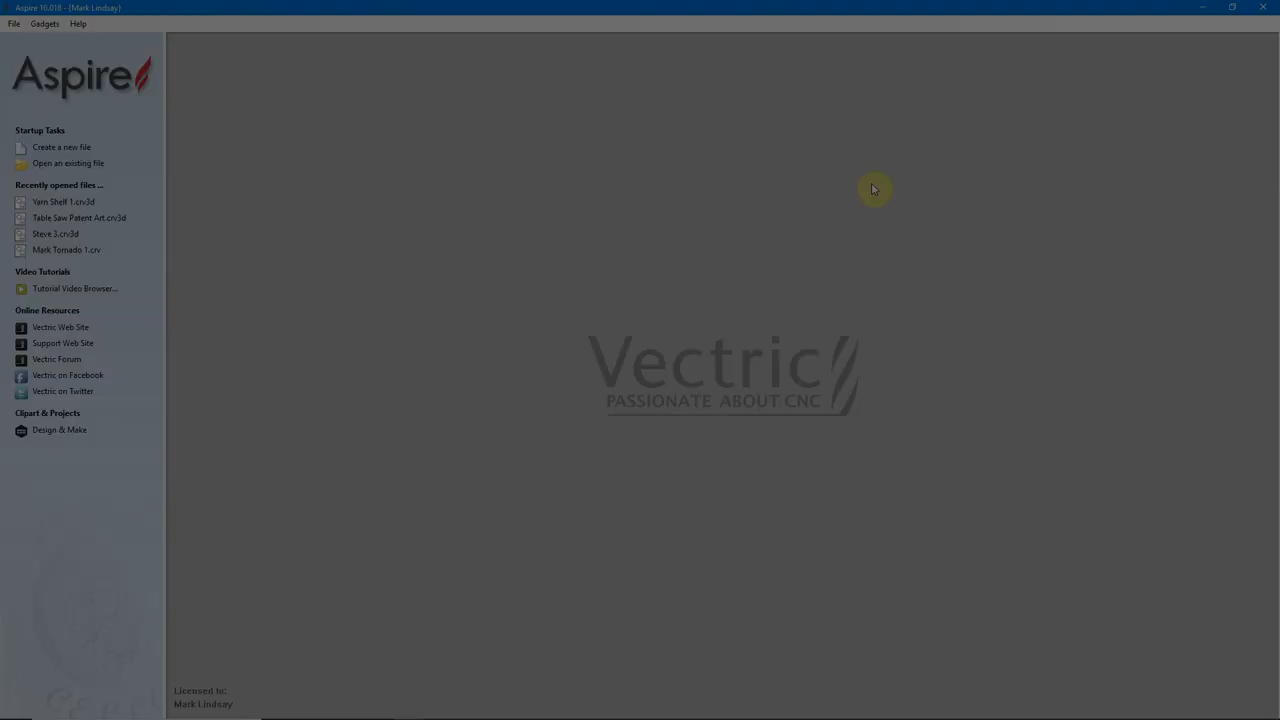 Aspire 10.018 - {Mark Lindsay}
File Gadgets Help
Aspire
Startup Tasks
Create a new file
Open an existing file
Recently opened files ...
Yarn Shelf 1.crv3d
Table Saw Patent Art.crv3d
Steve 3.crv3d
Mark Tornado 1.crv
Video Tutorials
Tutorial Video Browser...
Online Resources
Vectric Web Site
Support Web Site
Vectric Forum
Vectric on Facebook
Vectric on Twitter
Clipart & Projects
Design & Make
Vectric
PASSIONATE ABOUT CNC
Licensed to:
Mark Lindsay